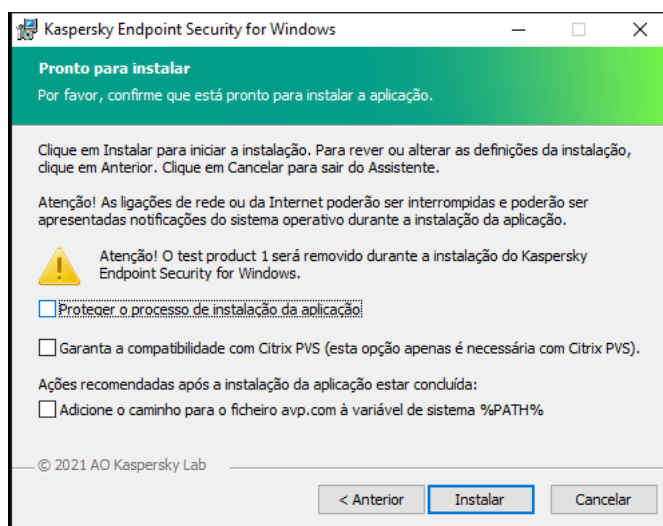 Kaspersky Endpoint Security for Windows
Pronto para instalar
Por favor, confirme que está pronto para instalar a aplicação.
Clique em Instalar para iniciar a instalação. Para rever ou alterar as definições da instalação,
clique em Anterior. Clique em Cancelar para sair do Assistente.
Atenção! As ligações de rede ou da Internet poderão ser interrompidas e poderão ser
apresentadas notificações do sistema operativo durante a instalação da aplicação.
Atenção! O test product 1 será removido durante a instalação do Kaspersky
Endpoint Security for Windows.
Proteger o processo de instalação da aplicação
Garanta a compatibilidade com Citrix PVS (esta opção apenas é necessária com Citrix PVS).
Ações recomendadas após a instalação da aplicação estar concluída:
Adicione o caminho para o ficheiro avp.com à variável de sistema %PATH%
© 2021 AO Kaspersky Lab
< Anterior
Instalar
Cancelar